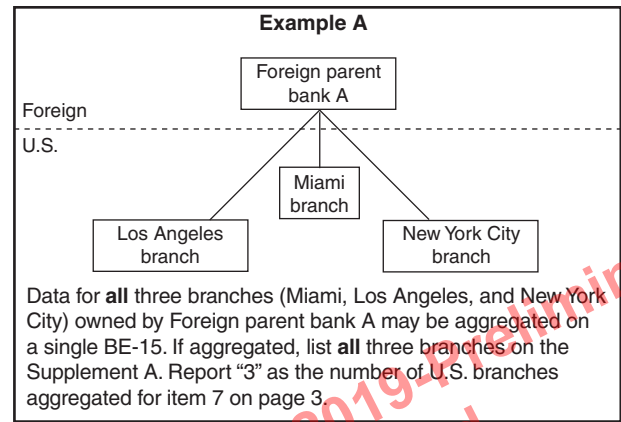 Example A
Foreign parent
bank A
Foreign
U.S.
Miami
branch
Los Angeles
branch
New York City
branch
Data for all three branches (Miami, Los Angeles, and New York
City) owned by Foreign parent bank A may be aggregated on
a single BE-15. If aggregated, list all three branches on the
Supplement A. Report “3” as the number of U.S. branches
aggregated for item 7 on page 3.